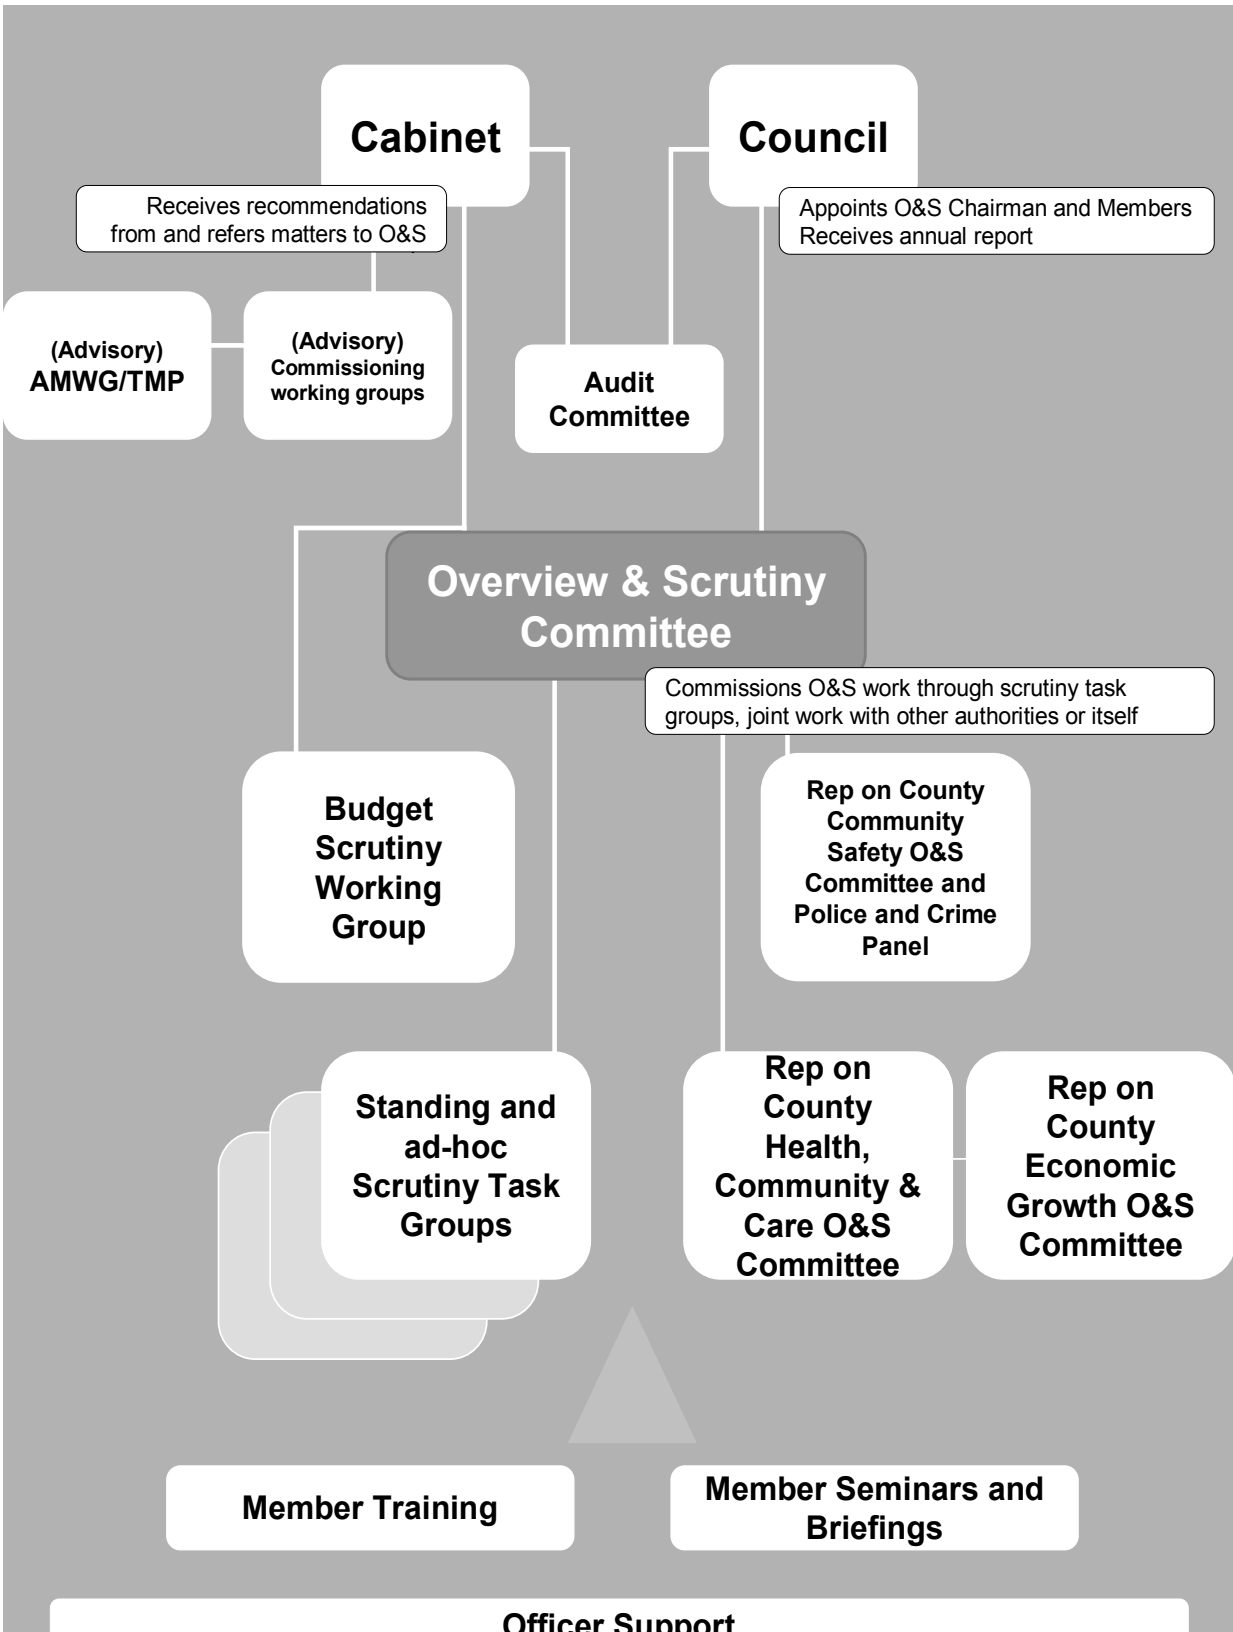 Cabinet
Council
Receives recommendations
from and refers matters to O&S
Appoints O&S Chairman and Members
Receives annual report
(Advisory)
AMWG/TMP
(Advisory)
Commissioning
working groups
Audit
Committee
Overview & Scrutiny
Committee
Commissions O&S work through scrutiny task
groups, joint work with other authorities or itself
Budget
Scrutiny
Working
Group
Rep on County
Community
Safety O&S
Committee and
Police and Crime
Panel
Standing and
ad-hoc
Scrutiny Task
Groups
Rep on
County
Health,
Community &
Care O&S
Committee
Rep on
County
Economic
Growth O&S
Committee
Member Training
Member Seminars and
Briefings
Officer Support